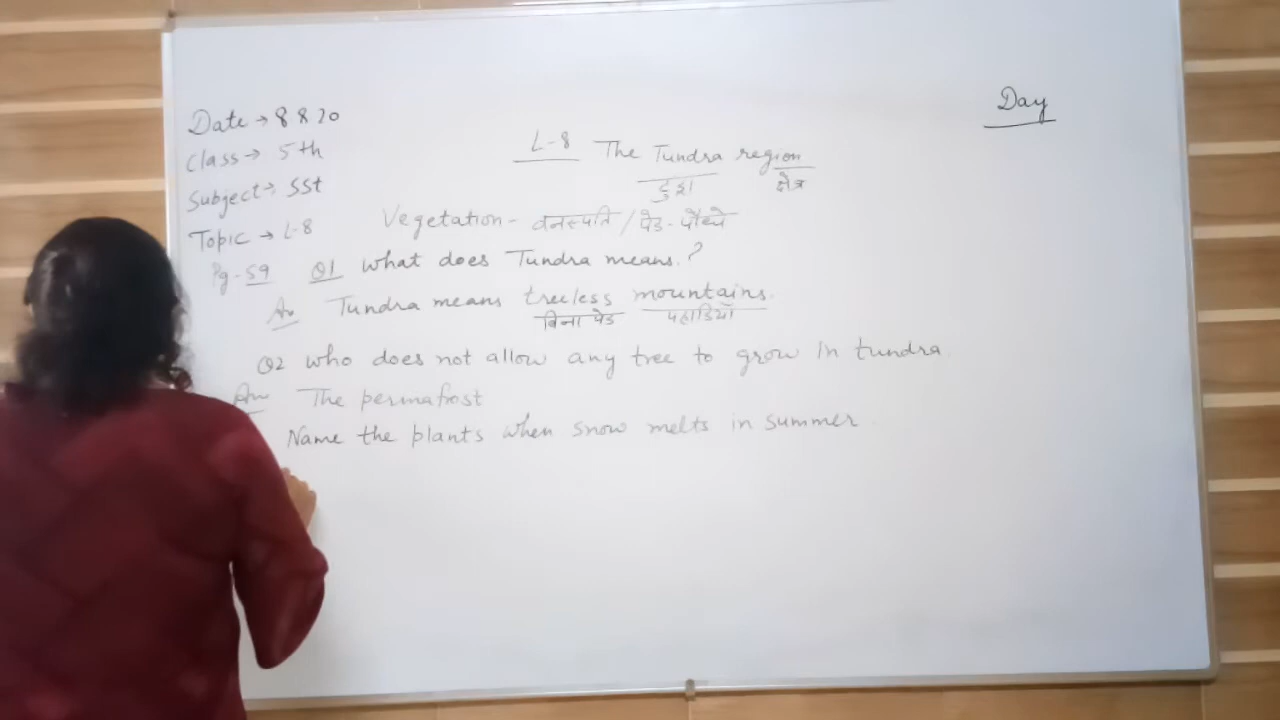 Day
Date → 8 8 20
Class → 5th
Subject → SSt
Topic → L-8
L-8 The Tundra region
टुंड्रा क्षेत्र
Vegetation - वनस्पति / पेड - पौधे
Pg - 59 Q1 What does Tundra means.?
An Tundra means treeless mountains.
बिना पेड पहाडियाँ
Q2 who does not allow any tree to grow in tundra.
An The permafrost
Name the plants when snow melts in summer.